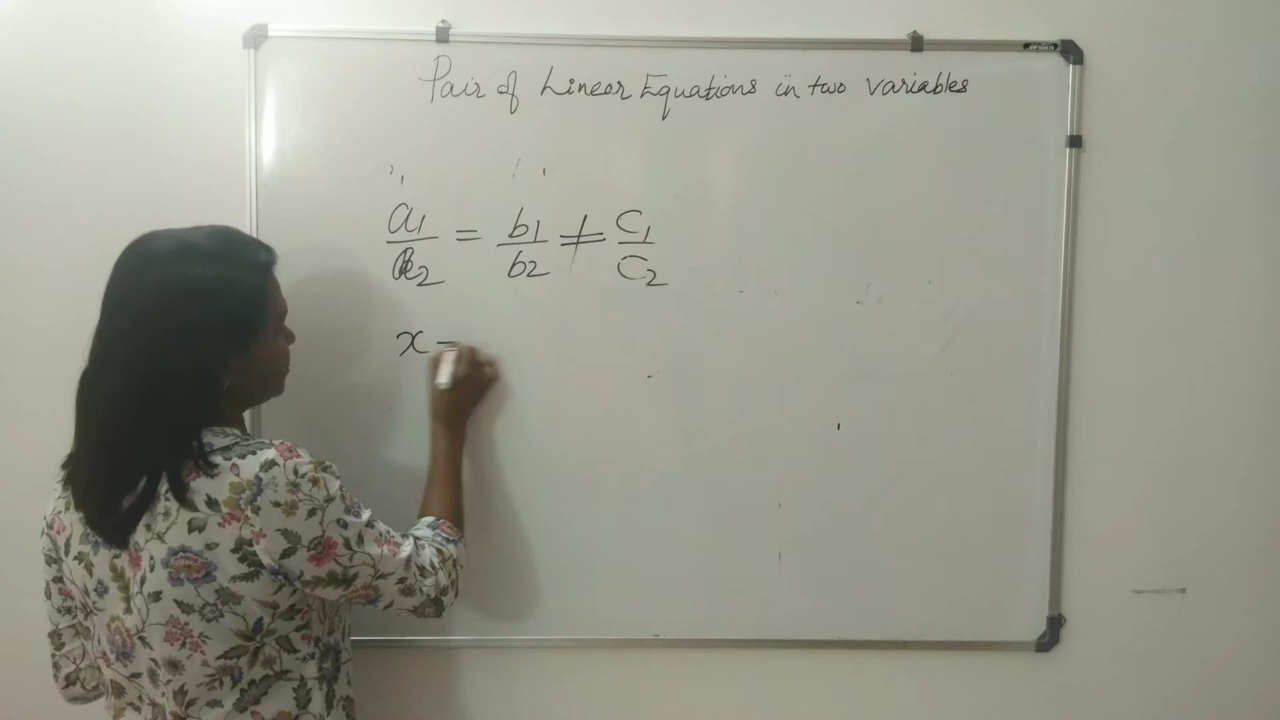 Pair of Linear Equations in two variables
a1/a2 = b1/b2 ≠ C1/C2
x -